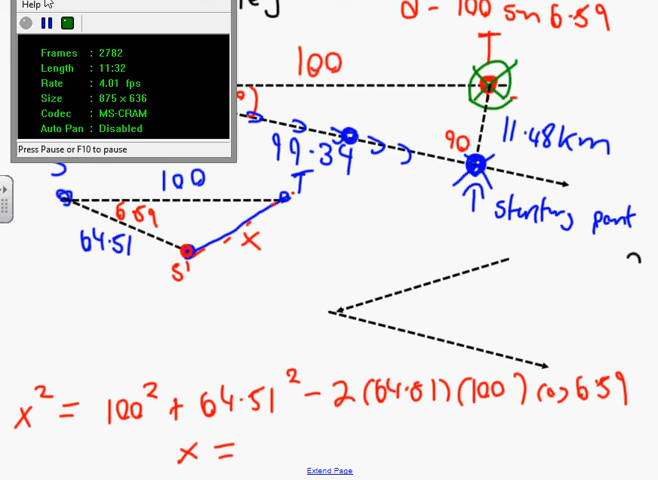 Help
Frames : 2782
Length : 11:32
Rate : 4.01 fps
Size : 875 x 636
Codec : MS-CRAM
Auto Pan : Disabled
Press Pause or F10 to pause
d = 100 sin 6.59
100
T
99.34
90
11.48km
starting point
S
100
T
6.59
64.51
x
S'
x² = 100² + 64.51² - 2(64.51)(100) cos 6.59
x =
Extend Page